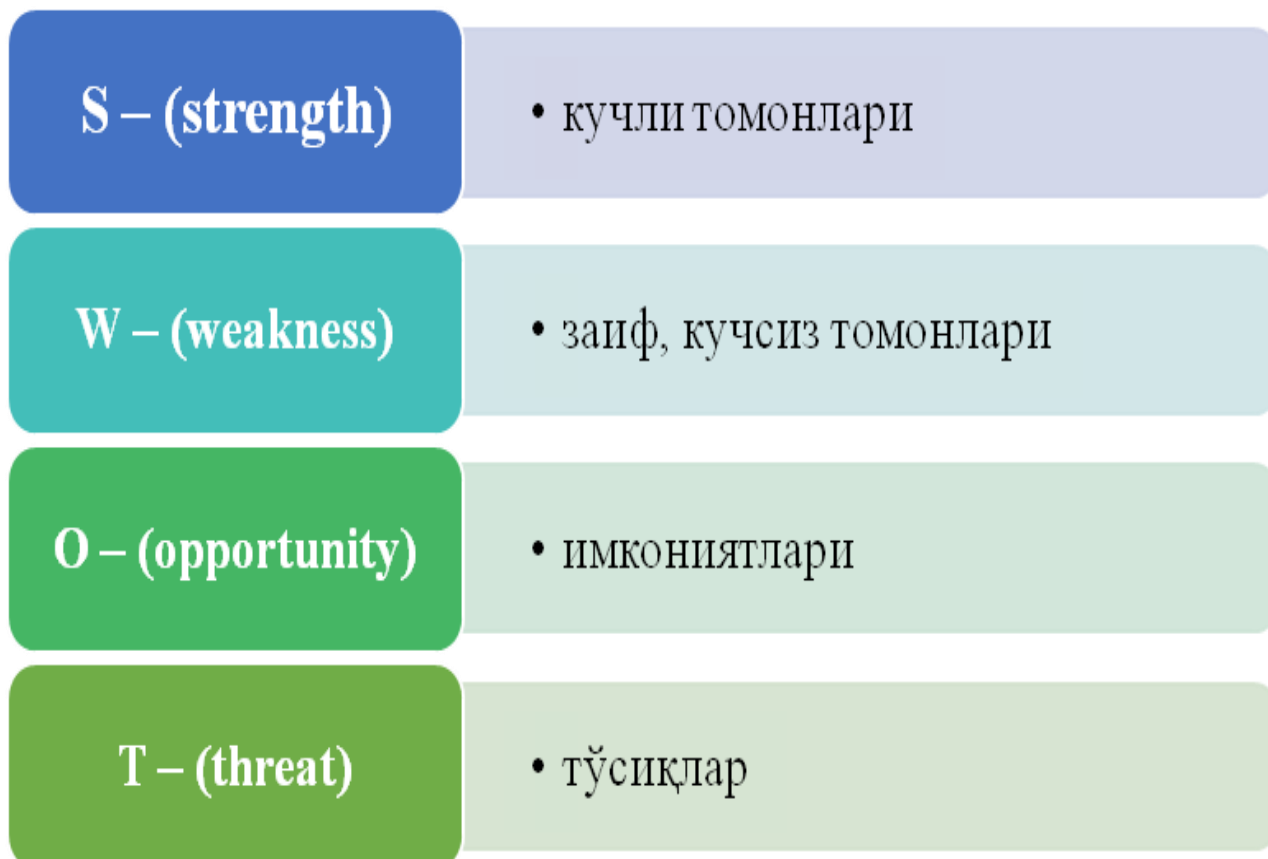 S – (strength)
• кучли томонлари
W – (weakness)
• заиф, кучсиз томонлари
O – (opportunity)
• имкониятлари
T – (threat)
• тўсиқлар